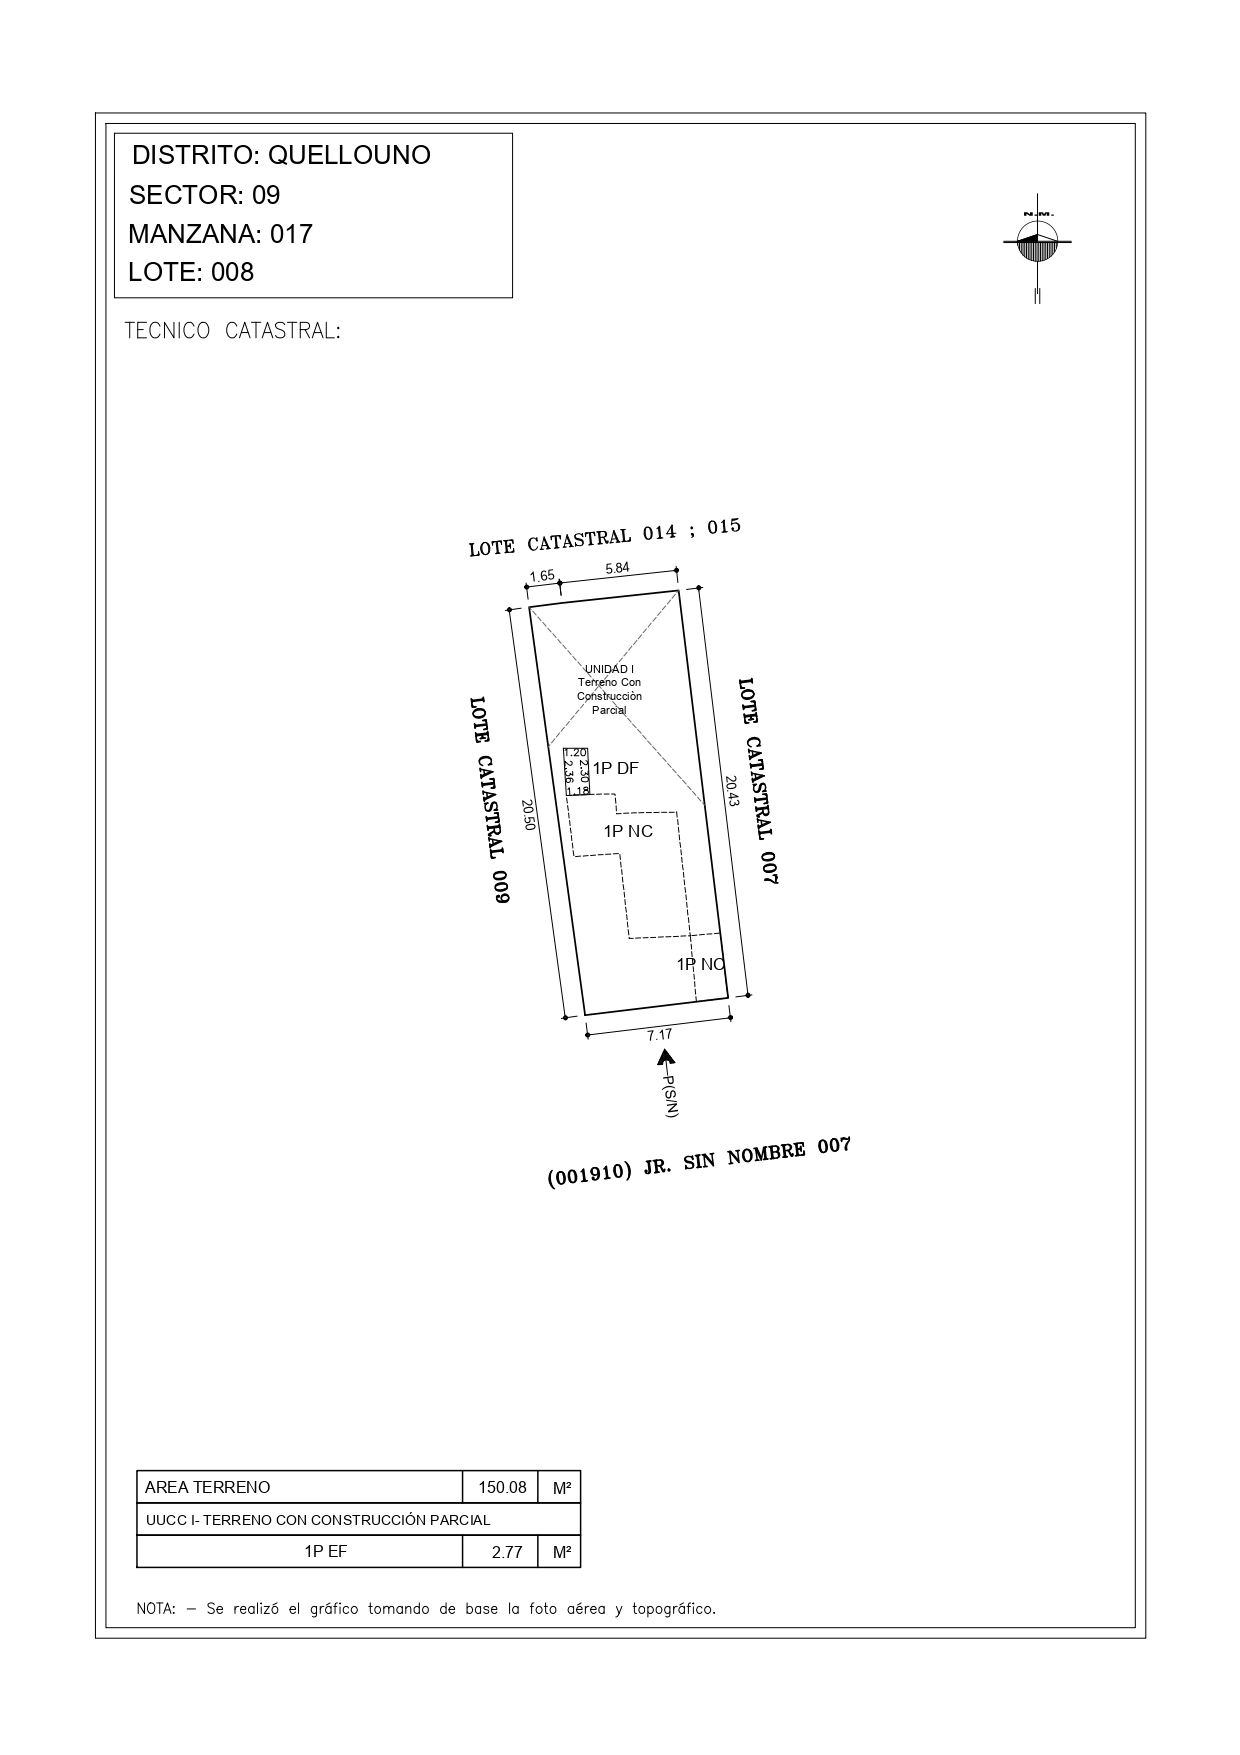 DISTRITO: QUELLOUNO
SECTOR: 09
MANZANA: 017
LOTE: 008
N.M.
TECNICO CATASTRAL:
LOTE CATASTRAL 014 ; 015
1.65
5.84
UNIDAD I
Terreno Con
Construcciòn
Parcial
LOTE CATASTRAL 009
20.50
LOTE CATASTRAL 007
20.43
1.20
2.36
2.30
1.18
1P DF
1P NC
1P NC
7.17
P(S/N)
(001910) JR. SIN NOMBRE 007
AREA TERRENO 150.08 M²
UUCC I- TERRENO CON CONSTRUCCIÓN PARCIAL
1P EF 2.77 M²
NOTA: – Se realizó el gráfico tomando de base la foto aérea y topográfico.